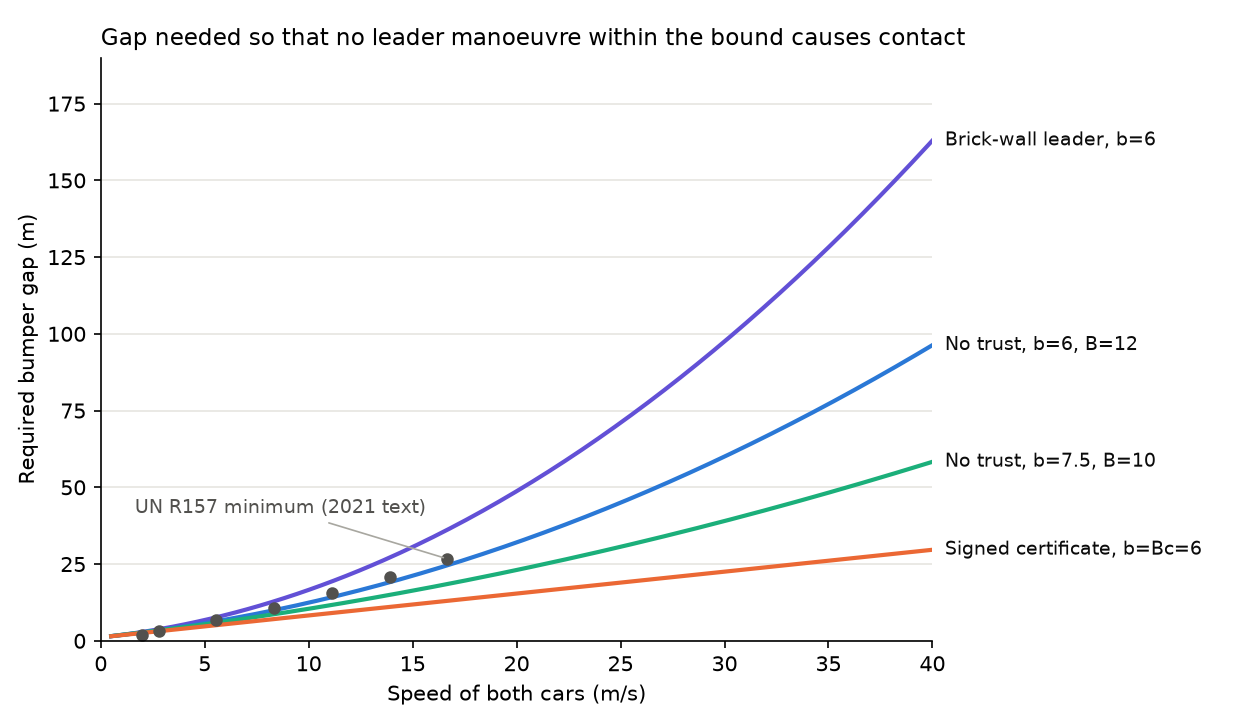 Gap needed so that no leader manoeuvre within the bound causes contact
Required bumper gap (m)
175
150
125
100
75
50
25
0
Brick-wall leader, b=6
No trust, b=6, B=12
No trust, b=7.5, B=10
Signed certificate, b=Bc=6
UN R157 minimum (2021 text)
0 5 10 15 20 25 30 35 40
Speed of both cars (m/s)